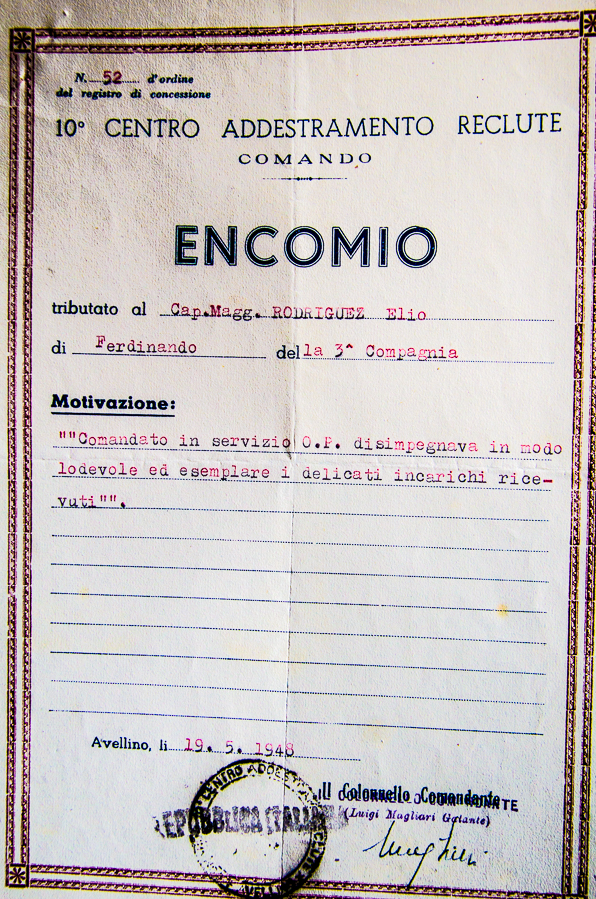 N. 52 d'ordine
del registro di concessione
10° CENTRO ADDESTRAMENTO RECLUTE
COMANDO
ENCOMIO
tributato al Cap.Magg. RODRIGUEZ Elio
di Ferdinando della 3^ Compagnia
Motivazione:
""Comandato in servizio O.P. disimpegnava in modo
lodevole ed esemplare i delicati incarichi rice-
vuti"".
Avellino, li 19. 5. 1948
Il Colonnello Comandante
(Luigi Magliari Galante)
REPUBBLICA ITALIANA
CENTRO ADDEST